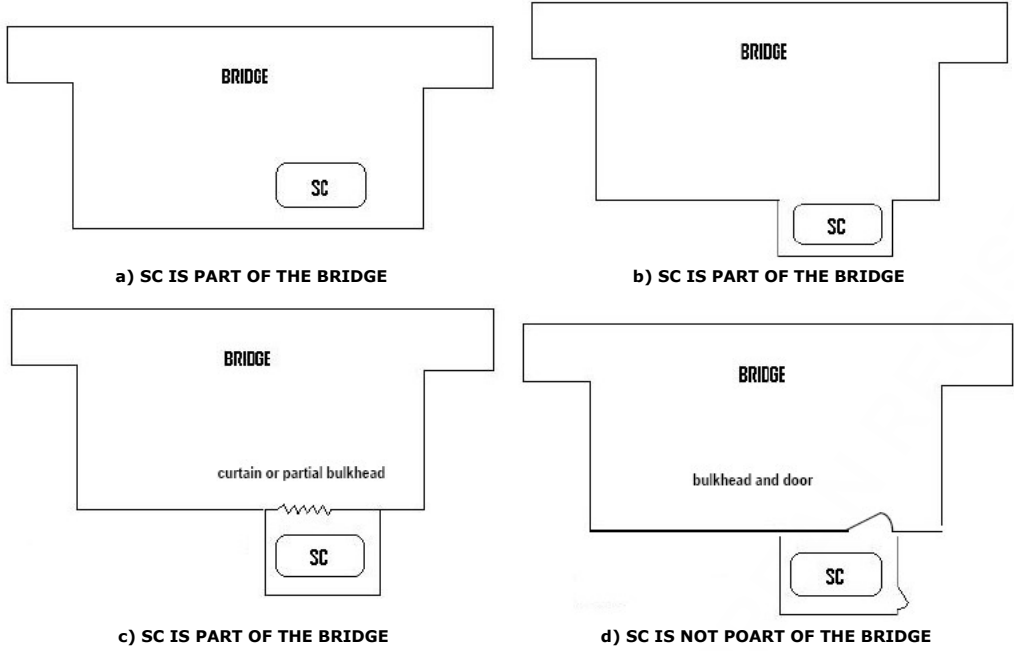 BRIDGE
SC
a) SC IS PART OF THE BRIDGE
BRIDGE
SC
b) SC IS PART OF THE BRIDGE
BRIDGE
curtain or partial bulkhead
SC
c) SC IS PART OF THE BRIDGE
BRIDGE
bulkhead and door
SC
d) SC IS NOT POART OF THE BRIDGE